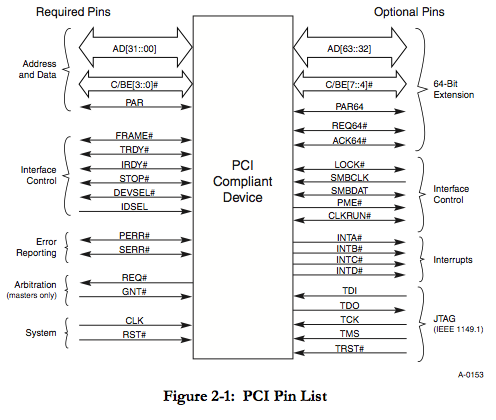 Required Pins
Optional Pins
Address
and Data
AD[31::00]
C/BE[3::0]#
PAR
Interface
Control
FRAME#
TRDY#
IRDY#
STOP#
DEVSEL#
IDSEL
Error
Reporting
PERR#
SERR#
Arbitration
(masters only)
REQ#
GNT#
System
CLK
RST#
PCI
Compliant
Device
AD[63::32]
C/BE[7::4]#
PAR64
REQ64#
ACK64#
64-Bit
Extension
LOCK#
SMBCLK
SMBDAT
PME#
CLKRUN#
Interface
Control
INTA#
INTB#
INTC#
INTD#
Interrupts
TDI
TDO
TCK
TMS
TRST#
JTAG
(IEEE 1149.1)
A-0153
Figure 2-1: PCI Pin List